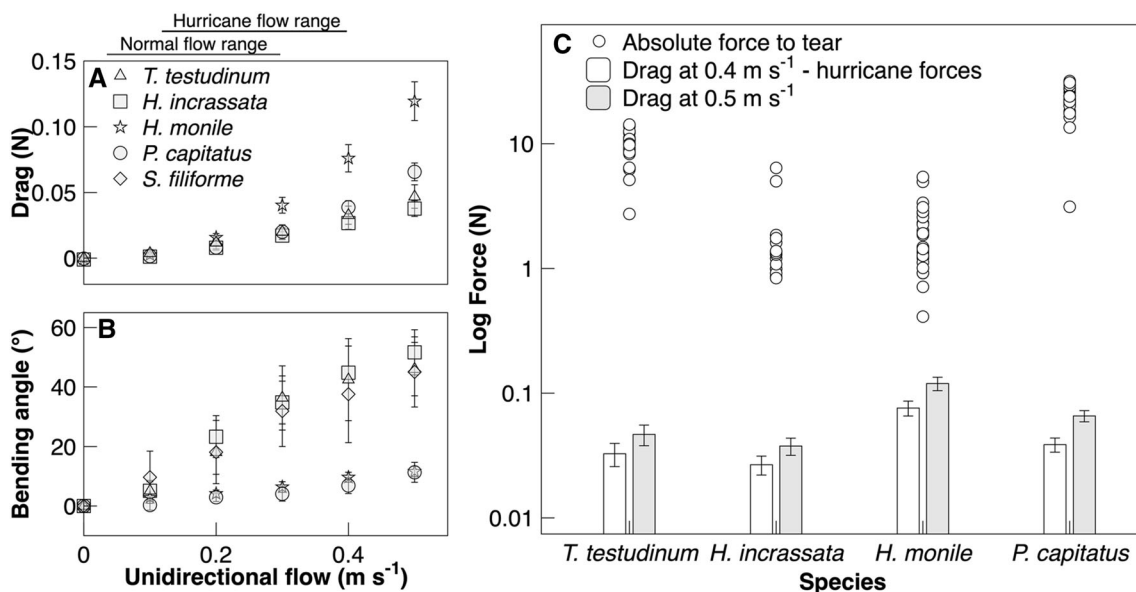 Hurricane flow range
Normal flow range
A
T. testudinum
H. incrassata
H. monile
P. capitatus
S. filiforme
0.15
0.10
0.05
0
Drag (N)
B
60
40
20
0
Bending angle (°)
0
0.2
0.4
Unidirectional flow (m s⁻¹)
C
Absolute force to tear
Drag at 0.4 m s⁻¹ - hurricane forces
Drag at 0.5 m s⁻¹
10
1
0.1
0.01
Log Force (N)
T. testudinum
H. incrassata
H. monile
P. capitatus
Species